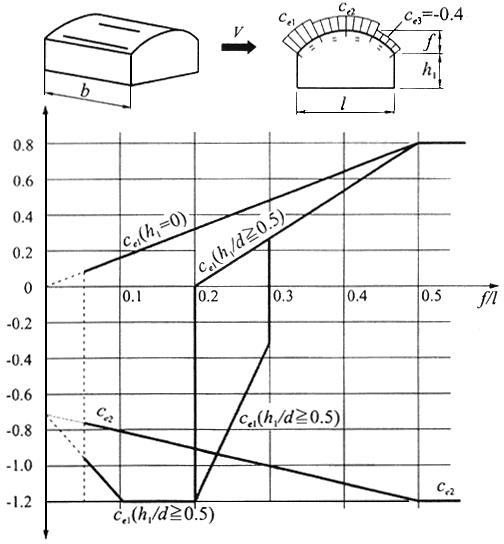 b
V
c_e1
c_e2
c_e3=-0.4
f
h_1
l
0.8
0.6
0.4
0.2
0
-0.2
-0.4
-0.6
-0.8
-1.0
-1.2
0.1
0.2
0.3
0.4
0.5
f/l
c_e1(h_1=0)
c_e1(h_1/d≧0.5)
c_e1(h_1/d≧0.5)
c_e2
c_e2
c_e1(h_1/d≧0.5)